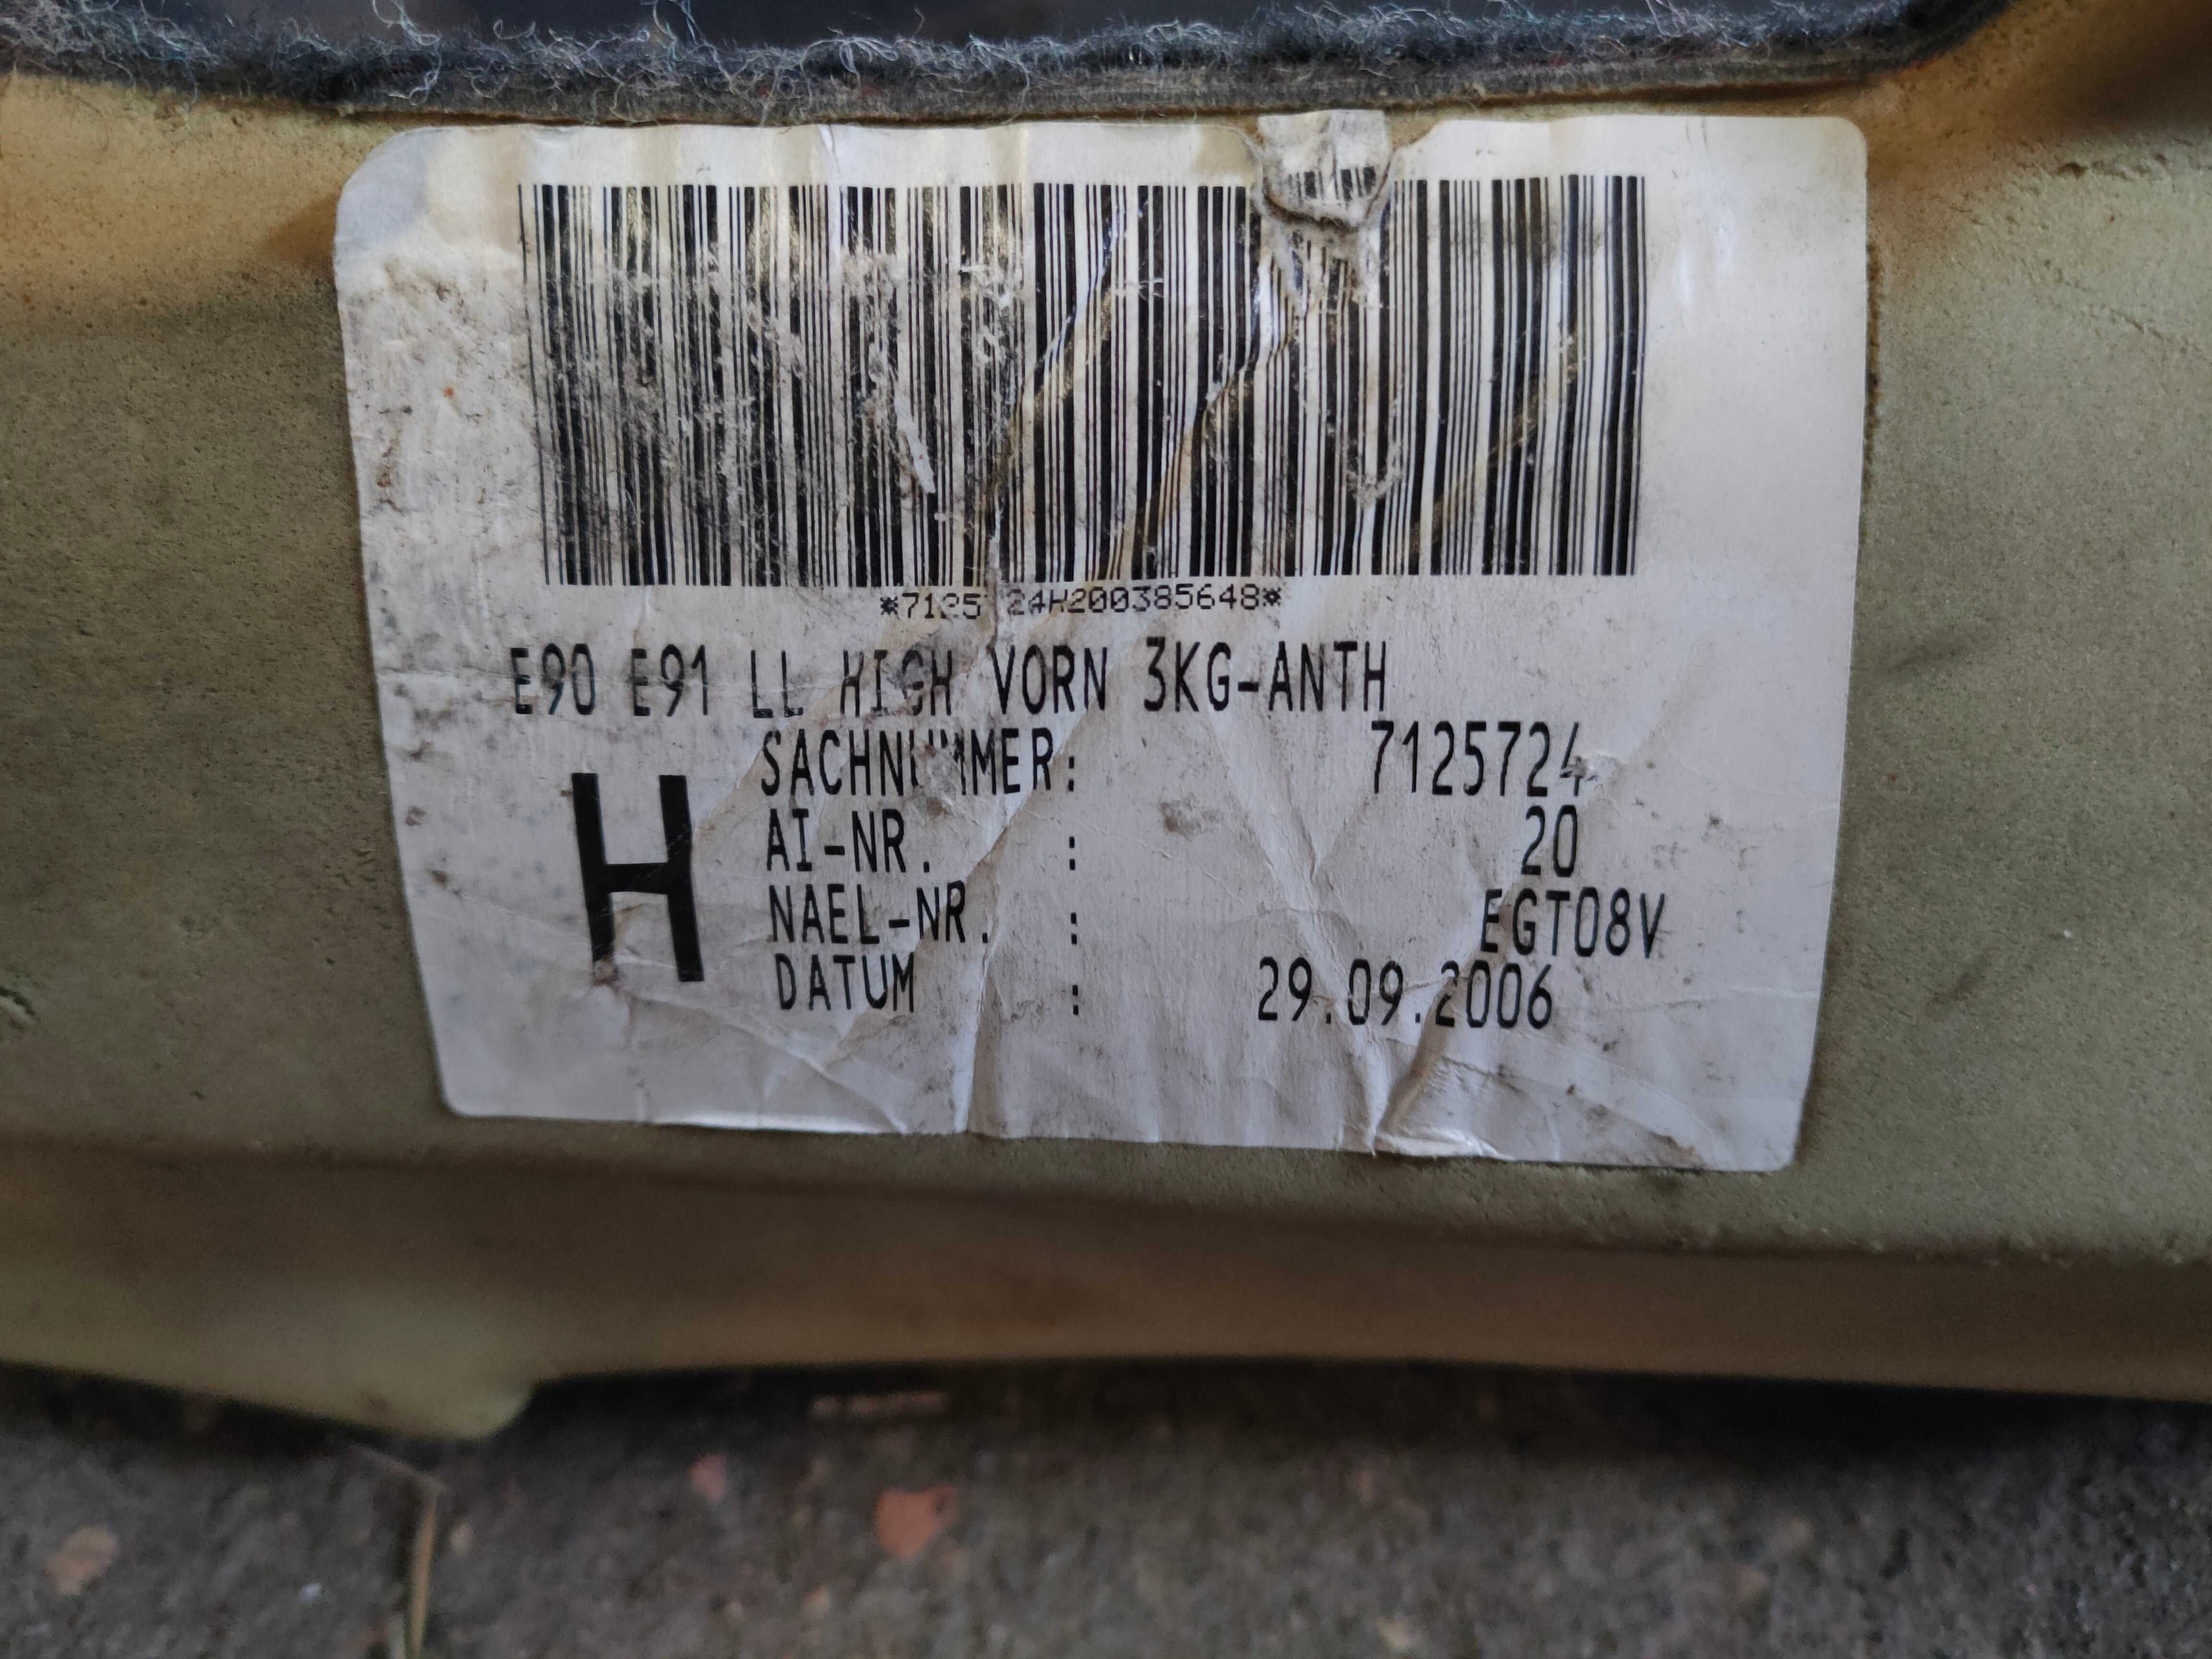 *7125724H200385648*
E90 E91 LL HIGH VORN 3KG-ANTH
SACHNUMMER: 7125724
AI-NR. : 20
NAEL-NR. : EGT08V
DATUM : 29.09.2006
H